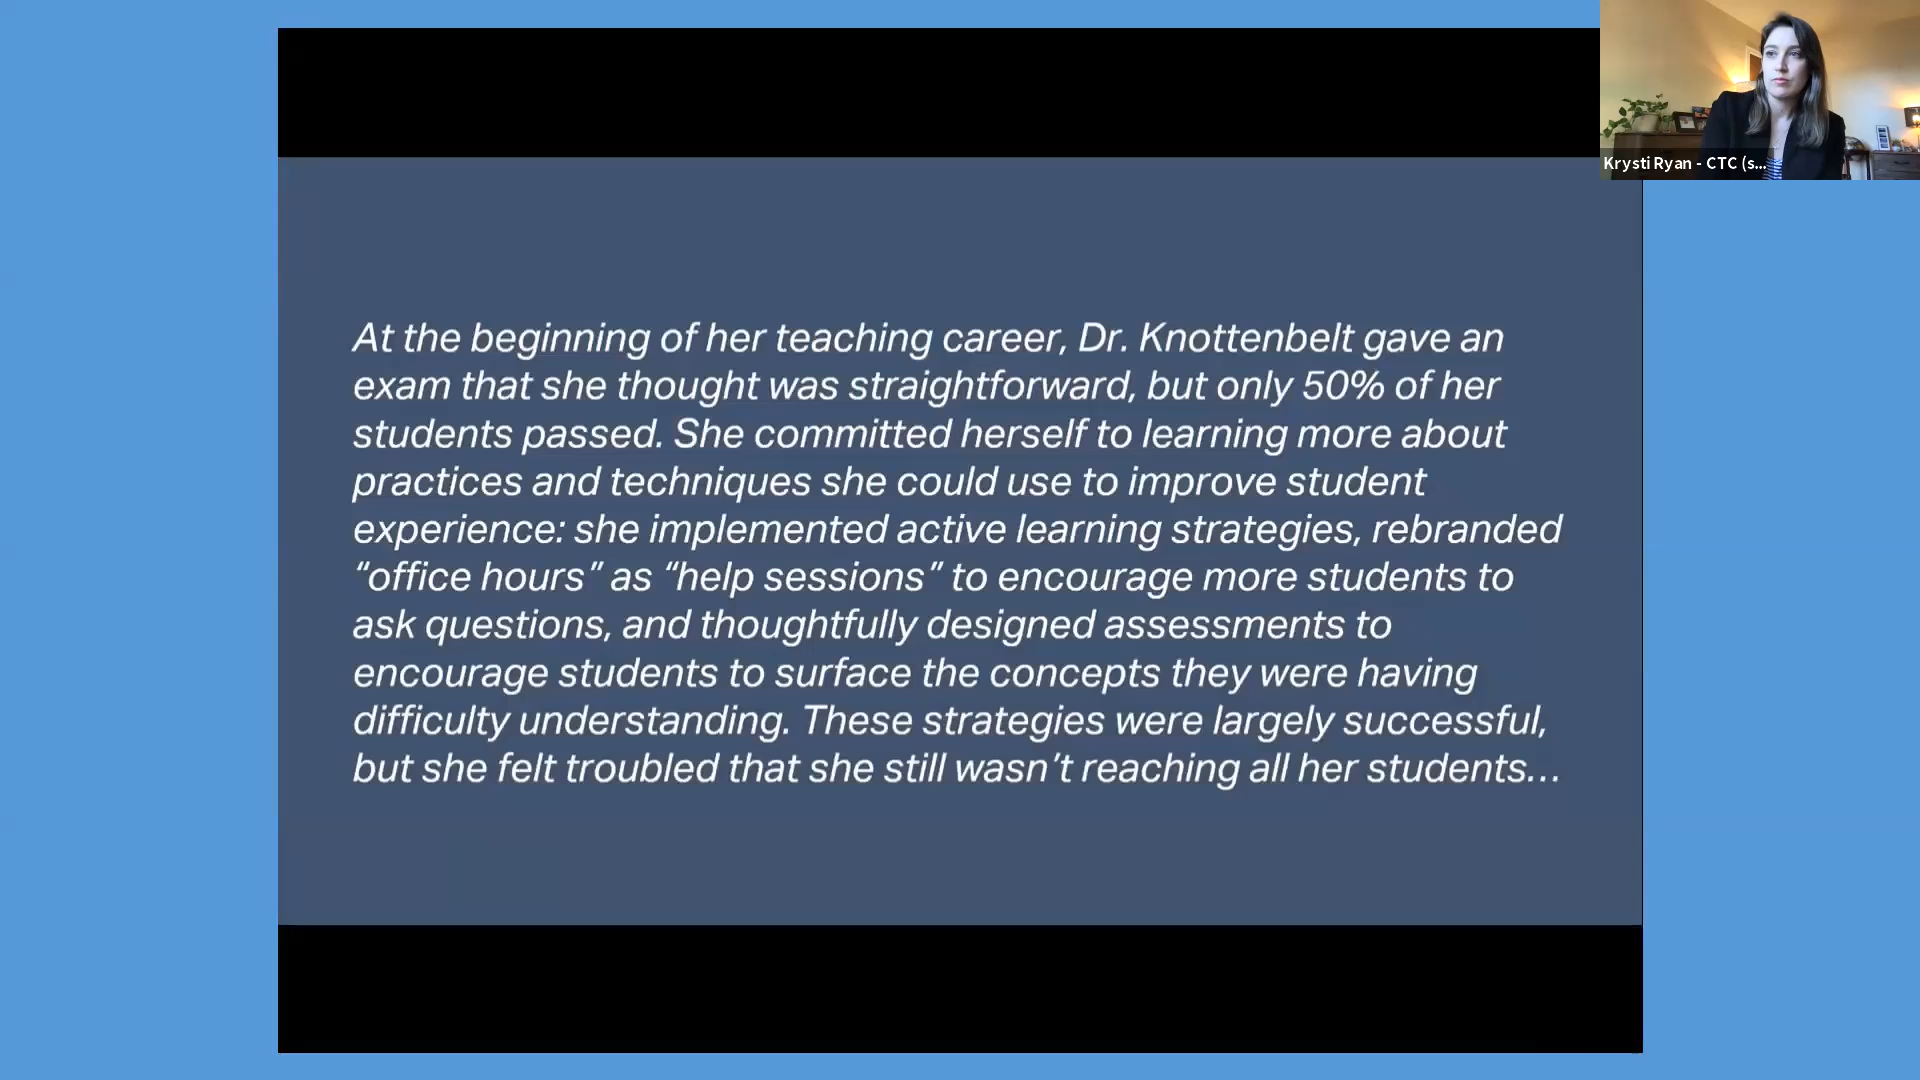 At the beginning of her teaching career, Dr. Knottenbelt gave an
exam that she thought was straightforward, but only 50% of her
students passed. She committed herself to learning more about
practices and techniques she could use to improve student
experience: she implemented active learning strategies, rebranded
“office hours” as “help sessions” to encourage more students to
ask questions, and thoughtfully designed assessments to
encourage students to surface the concepts they were having
difficulty understanding. These strategies were largely successful,
but she felt troubled that she still wasn’t reaching all her students…
Krysti Ryan - CTC (s...